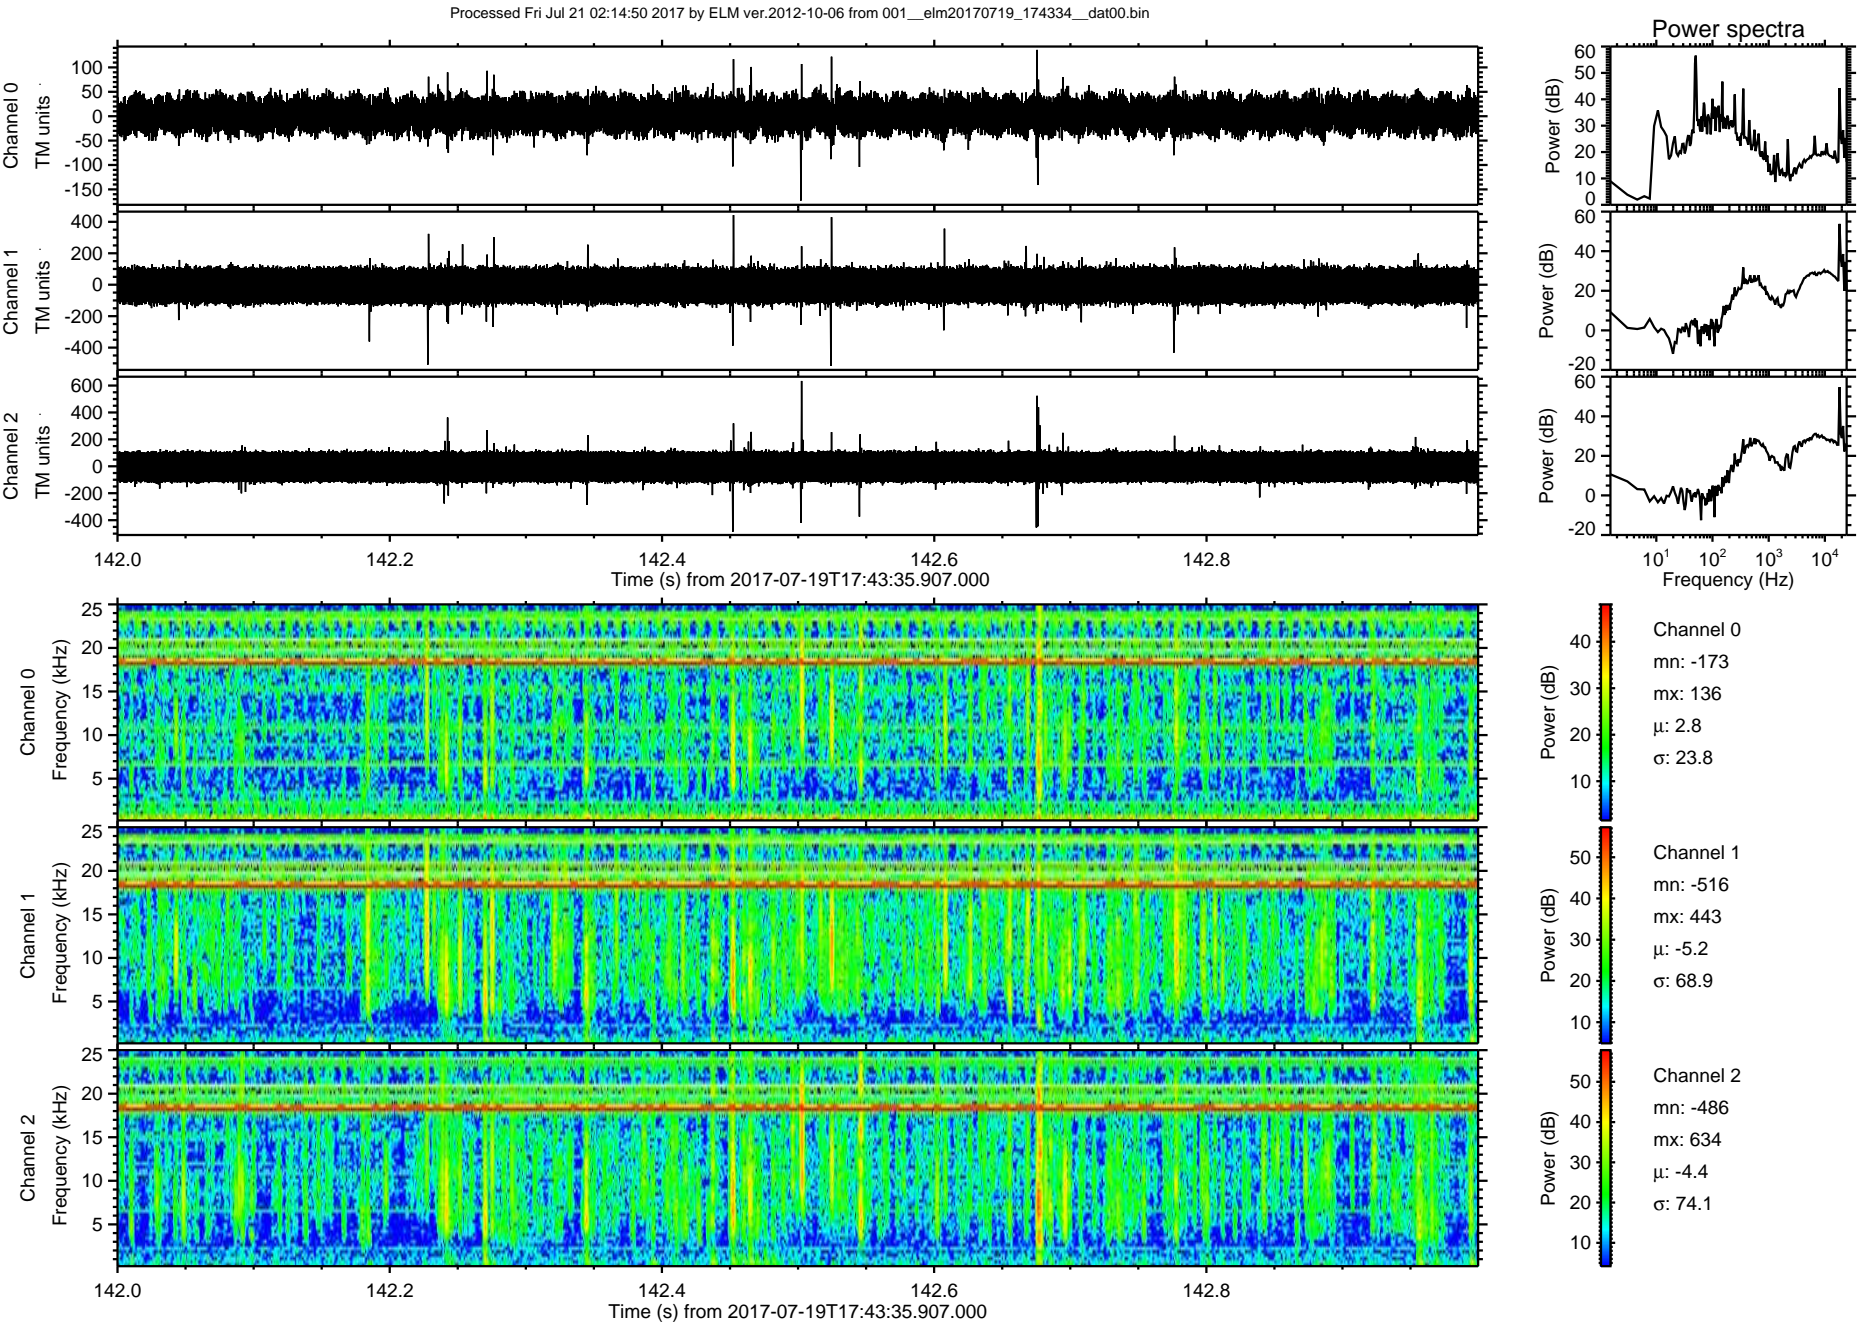 Processed Fri Jul 21 02:14:50 2017 by ELM ver.2012-10-06 from 001__elm20170719_174334__dat00.bin
Power spectra
Channel 0
TM units
100
50
0
-50
-100
-150
Power (dB)
60
50
40
30
20
10
0
Channel 1
TM units
400
200
0
-200
-400
Power (dB)
60
40
20
0
-20
Channel 2
TM units
600
400
200
0
-200
-400
Power (dB)
60
40
20
0
-20
142.0 142.2 142.4 142.6 142.8
Time (s) from 2017-07-19T17:43:35.907.000
10^1 10^2 10^3 10^4
Frequency (Hz)
Channel 0
Frequency (kHz)
25
20
15
10
5
Power (dB)
40
30
20
10
Channel 0
mn: -173
mx: 136
μ: 2.8
σ: 23.8
Channel 1
Frequency (kHz)
25
20
15
10
5
Power (dB)
50
40
30
20
10
Channel 1
mn: -516
mx: 443
μ: -5.2
σ: 68.9
Channel 2
Frequency (kHz)
25
20
15
10
5
Power (dB)
50
40
30
20
10
Channel 2
mn: -486
mx: 634
μ: -4.4
σ: 74.1
142.0 142.2 142.4 142.6 142.8
Time (s) from 2017-07-19T17:43:35.907.000